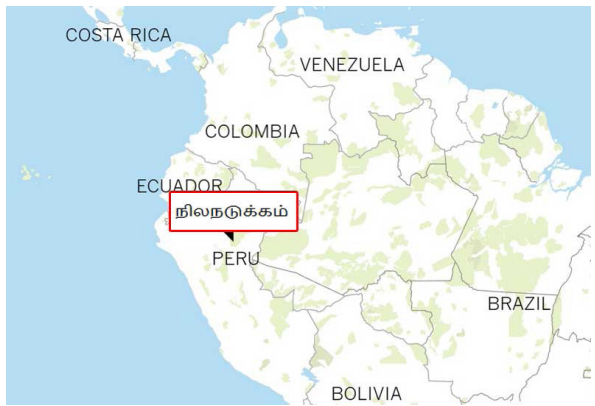 COSTA RICA
VENEZUELA
COLOMBIA
ECUADOR
நிலநடுக்கம்
PERU
BRAZIL
BOLIVIA